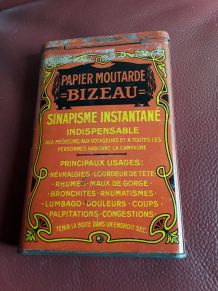 PAPIER MOUTARDE
BIZEAU
SINAPISME INSTANTANÉ
INDISPENSABLE
AUX MÉDECINS, AUX VOYAGEURS ET A TOUTES LES
PERSONNES HABITANT LA CAMPAGNE
PRINCIPAUX USAGES:
NÉVRALGIES-LOURDEUR DE TÊTE
RHUMES-MAUX DE GORGE-
BRONCHITES-RHUMATISMES-
LUMBAGO-DOULEURS-COUPS-
PALPITATIONS-CONGESTIONS
TENIR LA BOITE DANS UN ENDROIT SEC